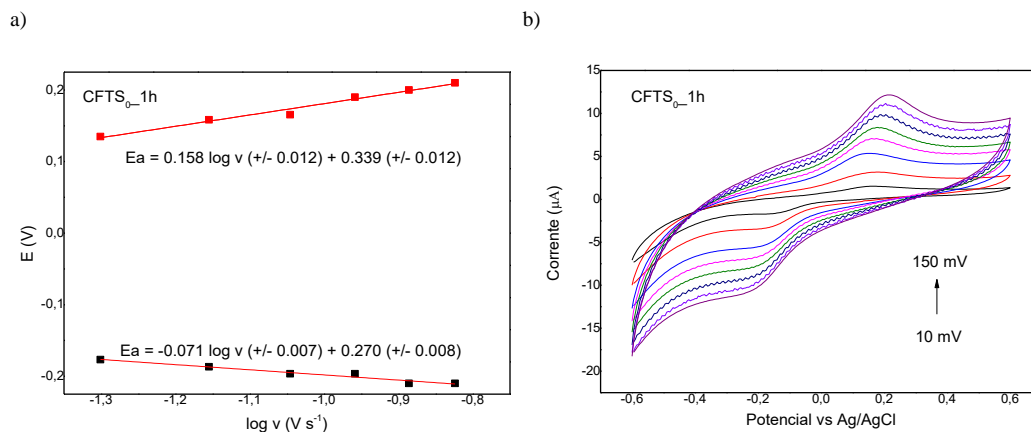 a)
CFTS₀_1h
Ea = 0.158 log v (+/- 0.012) + 0.339 (+/- 0.012)
Ea = -0.071 log v (+/- 0.007) + 0.270 (+/- 0.008)
E (V)
0,2
0,1
0,0
-0,1
-0,2
-1,3 -1,2 -1,1 -1,0 -0,9 -0,8
log v (V s⁻¹)
b)
CFTS₀_1h
150 mV
10 mV
Corrente (μA)
15
10
5
0
-5
-10
-15
-20
-0,6 -0,4 -0,2 0,0 0,2 0,4 0,6
Potencial vs Ag/AgCl